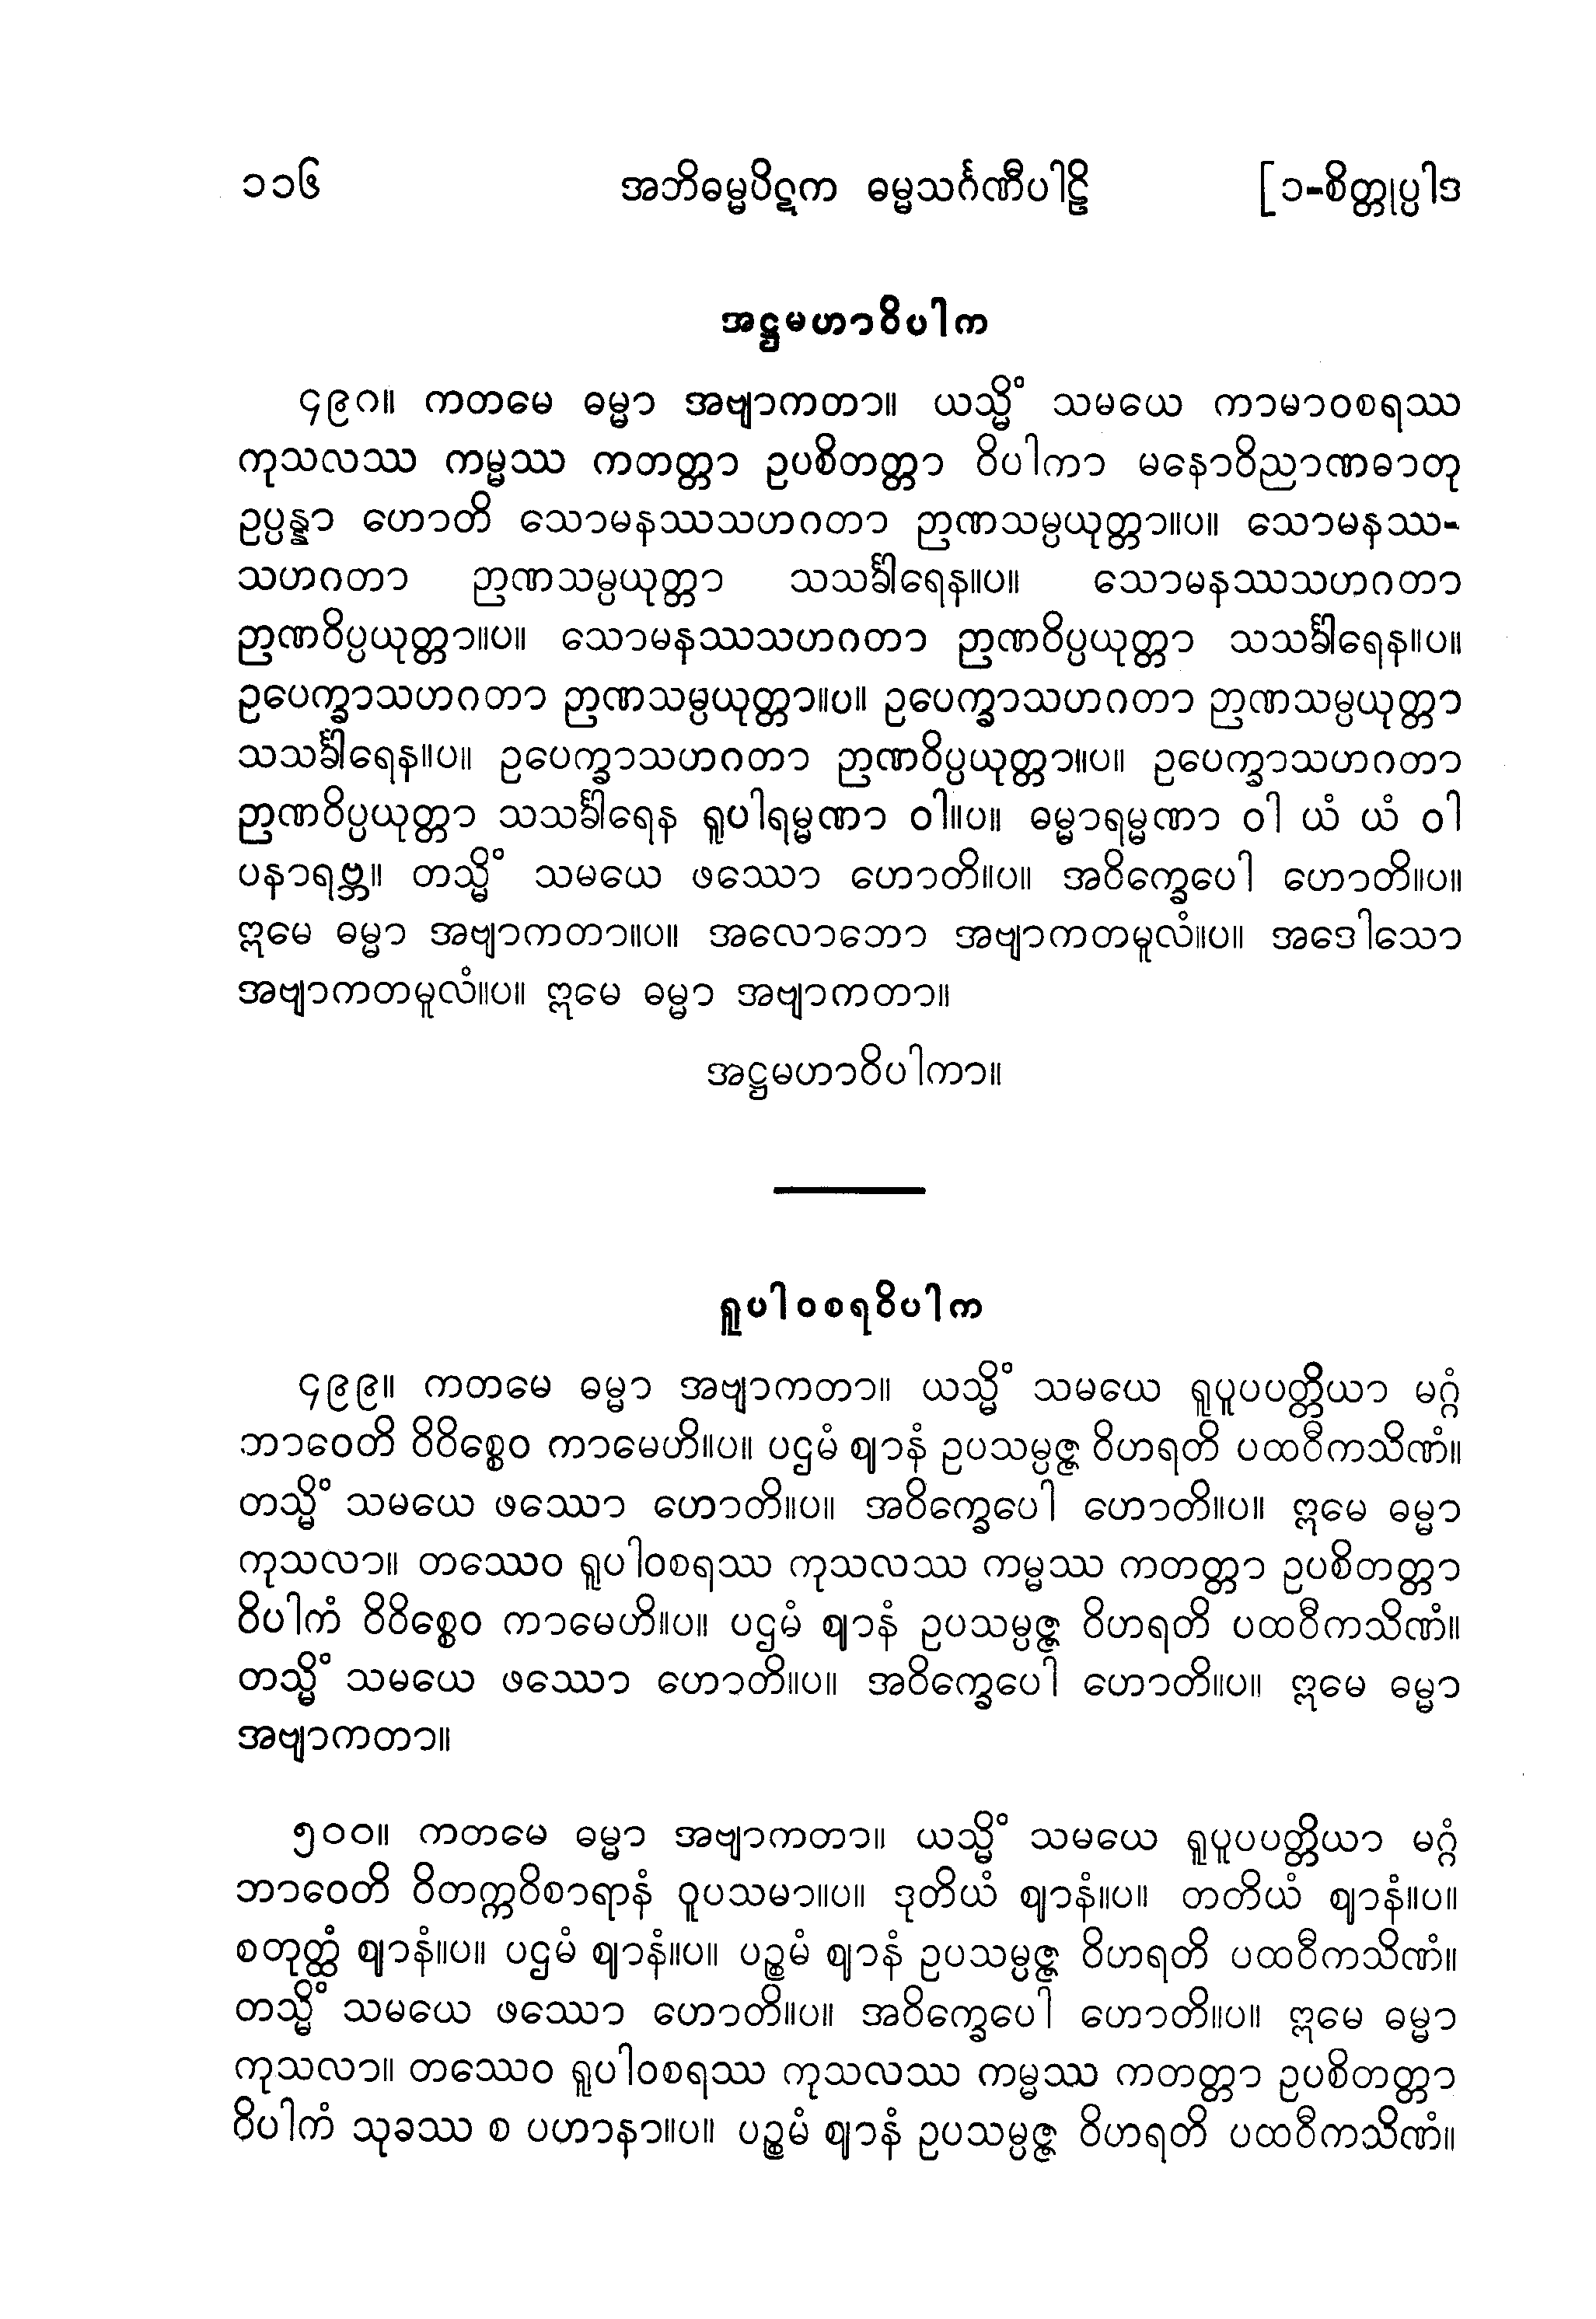 ၁၁၆ အဘိဓမ္မပိဋက ဓမ္မသင်္ဂဏီပါဠိ [၁-စိတ္တုပ္ပါဒ
အဋ္ဌမဟာဝိပါက
၄၉၈။ ကတမေ ဓမ္မာ အဗျာကတာ။ ယသ္မိံ သမယေ ကာမာဝစရဿ
ကုသလဿ ကမ္မဿ ကတတ္တာ ဥပစိတတ္တာ ဝိပါကာ မနောဝိညာဏဓာတု
ဥပ္ပန္နာ ဟောတိ သောမနဿသဟဂတာ ဉာဏသမ္ပယုတ္တာ။ပ။ သောမနဿ-
သဟဂတာ ဉာဏသမ္ပယုတ္တာ သသင်္ခါရေန။ပ။ သောမနဿသဟဂတာ
ဉာဏဝိပ္ပယုတ္တာ။ပ။ သောမနဿသဟဂတာ ဉာဏဝိပ္ပယုတ္တာ သသင်္ခါရေန။ပ။
ဥပေက္ခာသဟဂတာ ဉာဏသမ္ပယုတ္တာ။ပ။ ဥပေက္ခာသဟဂတာ ဉာဏသမ္ပယုတ္တာ
သသင်္ခါရေန။ပ။ ဥပေက္ခာသဟဂတာ ဉာဏဝိပ္ပယုတ္တာ။ပ။ ဥပေက္ခာသဟဂတာ
ဉာဏဝိပ္ပယုတ္တာ သသင်္ခါရေန ရူပါရမ္မဏာ ဝါ။ပ။ ဓမ္မာရမ္မဏာ ဝါ ယံ ယံ ဝါ
ပနာရဗ္ဘ။ တသ္မိံ သမယေ ဖဿော ဟောတိ။ပ။ အဝိက္ခေပေါ ဟောတိ။ပ။
ဣမေ ဓမ္မာ အဗျာကတာ။ပ။ အလောဘော အဗျာကတမူလံ။ပ။ အဒေါသော
အဗျာကတမူလံ။ပ။ ဣမေ ဓမ္မာ အဗျာကတာ။
အဋ္ဌမဟာဝိပါကာ။
ရူပါဝစရဝိပါက
၄၉၉။ ကတမေ ဓမ္မာ အဗျာကတာ။ ယသ္မိံ သမယေ ရူပူပပတ္တိယာ မဂ္ဂံ
ဘာဝေတိ ဝိဝိစ္စေဝ ကာမေဟိ။ပ။ ပဌမံ ဈာနံ ဥပသမ္ပဇ္ဇ ဝိဟရတိ ပထဝီကသိဏံ။
တသ္မိံ သမယေ ဖဿော ဟောတိ။ပ။ အဝိက္ခေပေါ ဟောတိ။ပ။ ဣမေ ဓမ္မာ
ကုသလာ။ တဿေဝ ရူပါဝစရဿ ကုသလဿ ကမ္မဿ ကတတ္တာ ဥပစိတတ္တာ
ဝိပါကံ ဝိဝိစ္စေဝ ကာမေဟိ။ပ။ ပဌမံ ဈာနံ ဥပသမ္ပဇ္ဇ ဝိဟရတိ ပထဝီကသိဏံ။
တသ္မိံ သမယေ ဖဿော ဟောတိ။ပ။ အဝိက္ခေပေါ ဟောတိ။ပ။ ဣမေ ဓမ္မာ
အဗျာကတာ။
၅၀၀။ ကတမေ ဓမ္မာ အဗျာကတာ။ ယသ္မိံ သမယေ ရူပူပပတ္တိယာ မဂ္ဂံ
ဘာဝေတိ ဝိတက္ကဝိစာရာနံ ဝူပသမာ။ပ။ ဒုတိယံ ဈာနံ။ပ။ တတိယံ ဈာနံ။ပ။
စတုတ္ထံ ဈာနံ။ပ။ ပဌမံ ဈာနံ။ပ။ ပဉ္စမံ ဈာနံ ဥပသမ္ပဇ္ဇ ဝိဟရတိ ပထဝီကသိဏံ။
တသ္မိံ သမယေ ဖဿော ဟောတိ။ပ။ အဝိက္ခေပေါ ဟောတိ။ပ။ ဣမေ ဓမ္မာ
ကုသလာ။ တဿေဝ ရူပါဝစရဿ ကုသလဿ ကမ္မဿ ကတတ္တာ ဥပစိတတ္တာ
ဝိပါကံ သုခဿ စ ပဟာနာ။ပ။ ပဉ္စမံ ဈာနံ ဥပသမ္ပဇ္ဇ ဝိဟရတိ ပထဝီကသိဏံ။